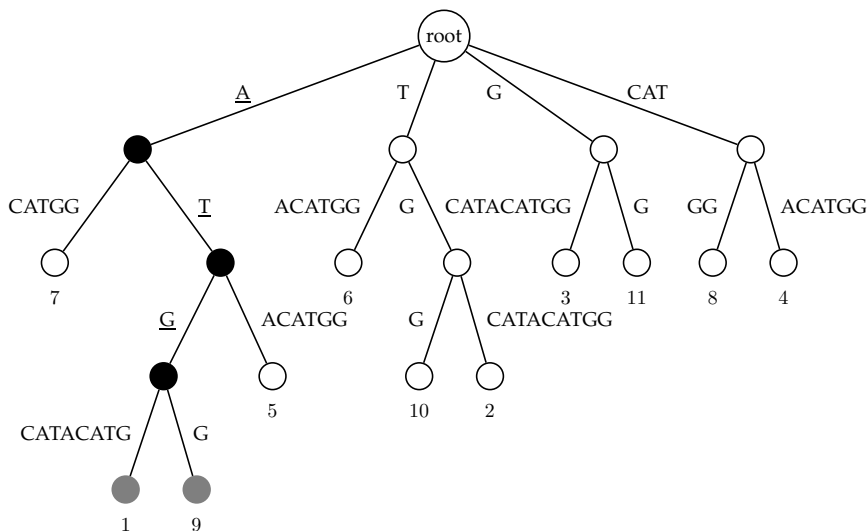 root
A T G CAT
CATGG T ACATGG G CATACATGG G GG ACATGG
7 6 3 11 8 4
G ACATGG G CATACATGG
5 10 2
CATACATG G
1 9